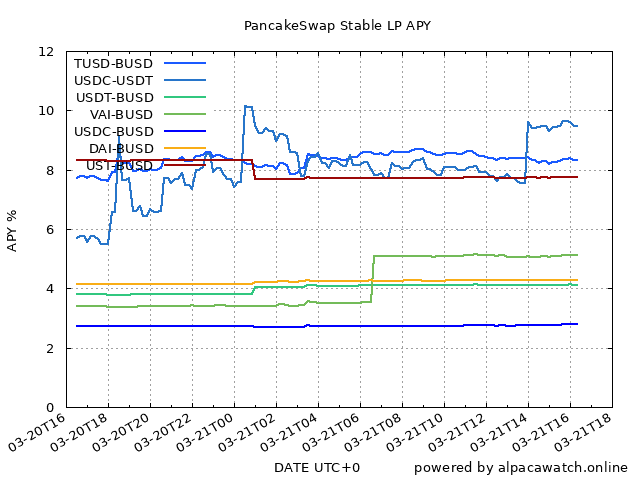 PancakeSwap Stable LP APY
12
10
8
6
4
2
0
APY %
TUSD-BUSD
USDC-USDT
USDT-BUSD
VAI-BUSD
USDC-BUSD
DAI-BUSD
UST-BUSD
03-20T16
03-20T18
03-20T20
03-20T22
03-21T00
03-21T02
03-21T04
03-21T06
03-21T08
03-21T10
03-21T12
03-21T14
03-21T16
03-21T18
DATE UTC+0
powered by alpacawatch.online